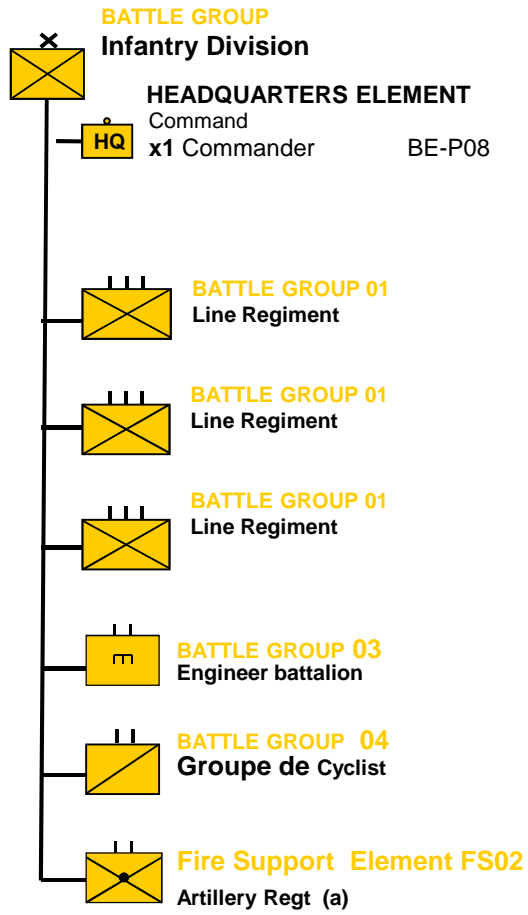 BATTLE GROUP
Infantry Division
HEADQUARTERS ELEMENT
Command
HQ x1 Commander BE-P08
BATTLE GROUP 01
Line Regiment
BATTLE GROUP 01
Line Regiment
BATTLE GROUP 01
Line Regiment
BATTLE GROUP 03
Engineer battalion
BATTLE GROUP 04
Groupe de Cyclist
Fire Support Element FS02
Artillery Regt (a)